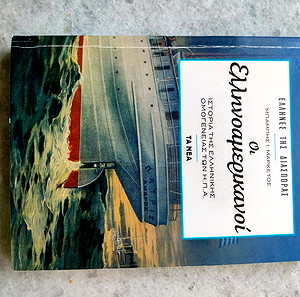 ΕΛΛΗΝΕΣ ΤΗΣ ΔΙΑΣΠΟΡΑΣ
ΜΠΑΜΠΗΣ Ι. ΜΑΡΚΕΤΟΣ
Οι
Ελληνοαμερικανοί
ΙΣΤΟΡΙΑ ΤΗΣ ΕΛΛΗΝΙΚΗΣ
ΟΜΟΓΕΝΕΙΑΣ ΤΩΝ Η.Π.Α.
ΤΑ ΝΕΑ